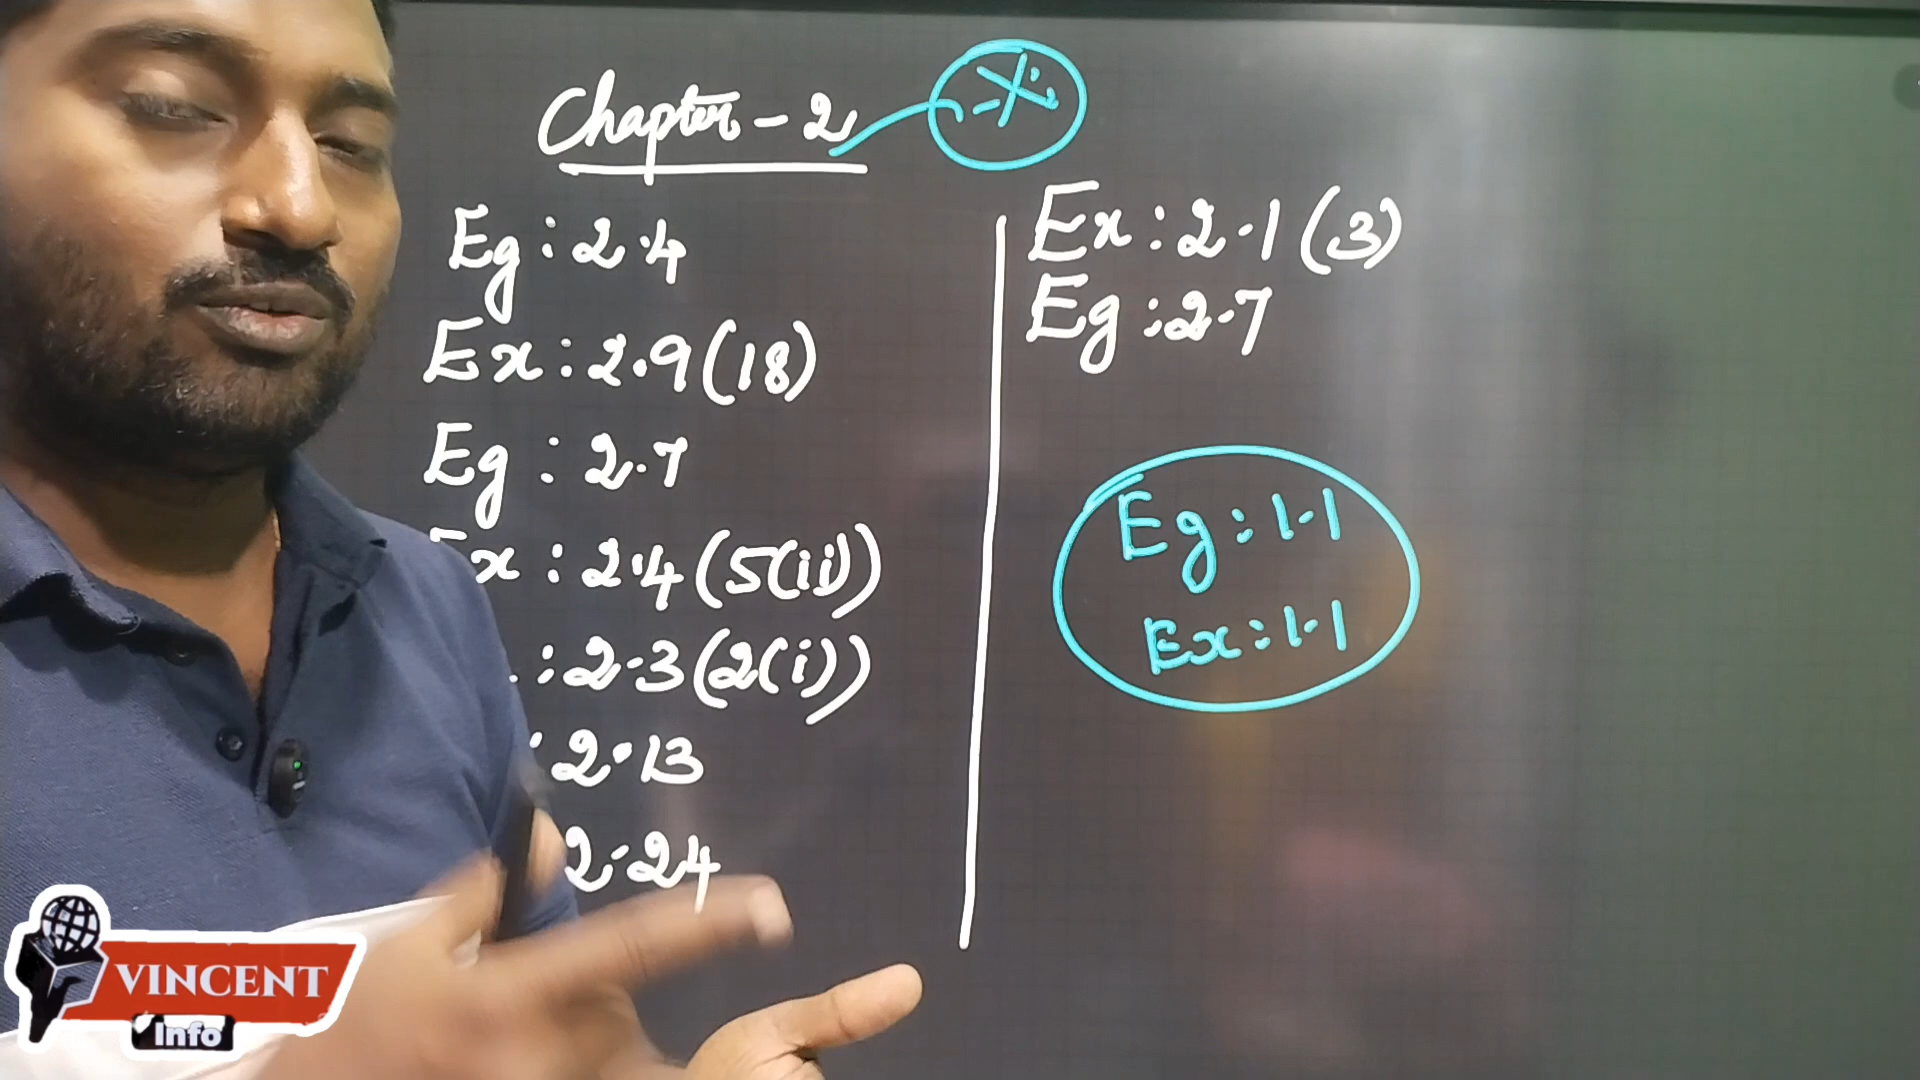 Chapter - 2
Eg : 2.4
Ex : 2.9 (18)
Eg : 2.7
Ex : 2.4 (5(ii))
: 2.3 (2(i))
: 2.13
2.24
Ex : 2.1 (3)
Eg : 2.7
Eg : 1.1
Ex : 1.1
VINCENT
Info